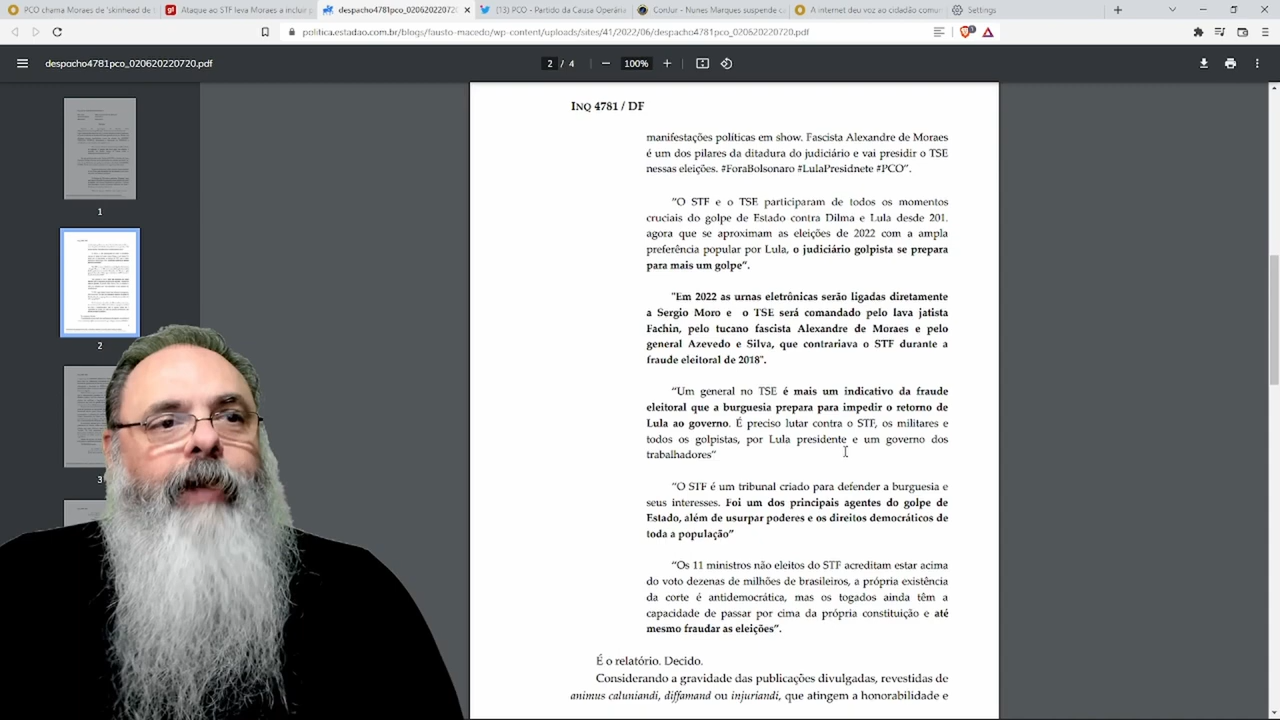 PCO chama Moraes de 'skinhead de
Ataque ao STF leva Moraes a incluir
despacho4781pco_020620220720
(13) PCO - Partido da Causa Operária
Conjur - Nunes Marques suspende ca
A internet deu voz ao cidadão comum
Settings
politica.estadao.com.br/blogs/fausto-macedo/wp-content/uploads/sites/41/2022/06/despacho4781pco_020620220720.pdf
despacho4781pco_020620220720.pdf
2 / 4
100%
1
2
3
INQ 4781 / DF
manifestações políticas em show. Fascista Alexandre de Moraes
é um dos pilares da ditadura do judiciário e vai presidir o TSE
nessas eleições. #ForaBolsonaro #LulaPresidnete #PCO”.
“O STF e o TSE participaram de todos os momentos
cruciais do golpe de Estado contra Dilma e Lula desde 201.
agora que se aproximam as eleições de 2022 com a ampla
preferência popular por Lula, o judiciário golpista se prepara
para mais um golpe“.
"Em 2022 as urnas eletrônicas serão ligadas diretamente
a Sergio Moro e o TSE será comandado pelo lava jatista
Fachin, pelo tucano fascista Alexandre de Moraes e pelo
general Azevedo e Silva, que contrariava o STF durante a
fraude eleitoral de 2018".
“Um general no TSE é mais um indicativo da fraude
eleitoral que a burguesia prepara para impedir o retorno de
Lula ao governo. É preciso lutar contra o STF, os militares e
todos os golpistas, por Lula presidente e um governo dos
trabalhadores”
“O STF é um tribunal criado para defender a burguesia e
seus interesses. Foi um dos principais agentes do golpe de
Estado, além de usurpar poderes e os direitos democráticos de
toda a população”
“Os 11 ministros não eleitos do STF acreditam estar acima
do voto dezenas de milhões de brasileiros, a própria existência
da corte é antidemocrática, mas os togados ainda têm a
capacidade de passar por cima da própria constituição e até
mesmo fraudar as eleições”.
É o relatório. Decido.
Considerando a gravidade das publicações divulgadas, revestidas de
animus caluniandi, diffamand ou injuriandi, que atingem a honorabilidade e